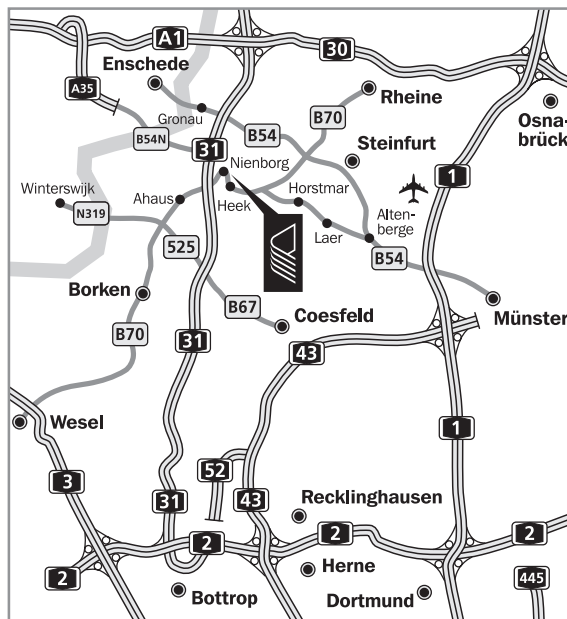 A1
30
Enschede
A35
Rheine
Gronau
B70
Osna-
brück
B54N
B54
31
Steinfurt
Nienborg
1
Winterswijk
Ahaus
Heek
Horstmar
N319
Alten-
berge
525
Laer
B54
Borken
B67
Coesfeld
Münster
B70
31
43
Wesel
1
52
3
31
43
Recklinghausen
2
2
2
2
Herne
445
Bottrop
Dortmund